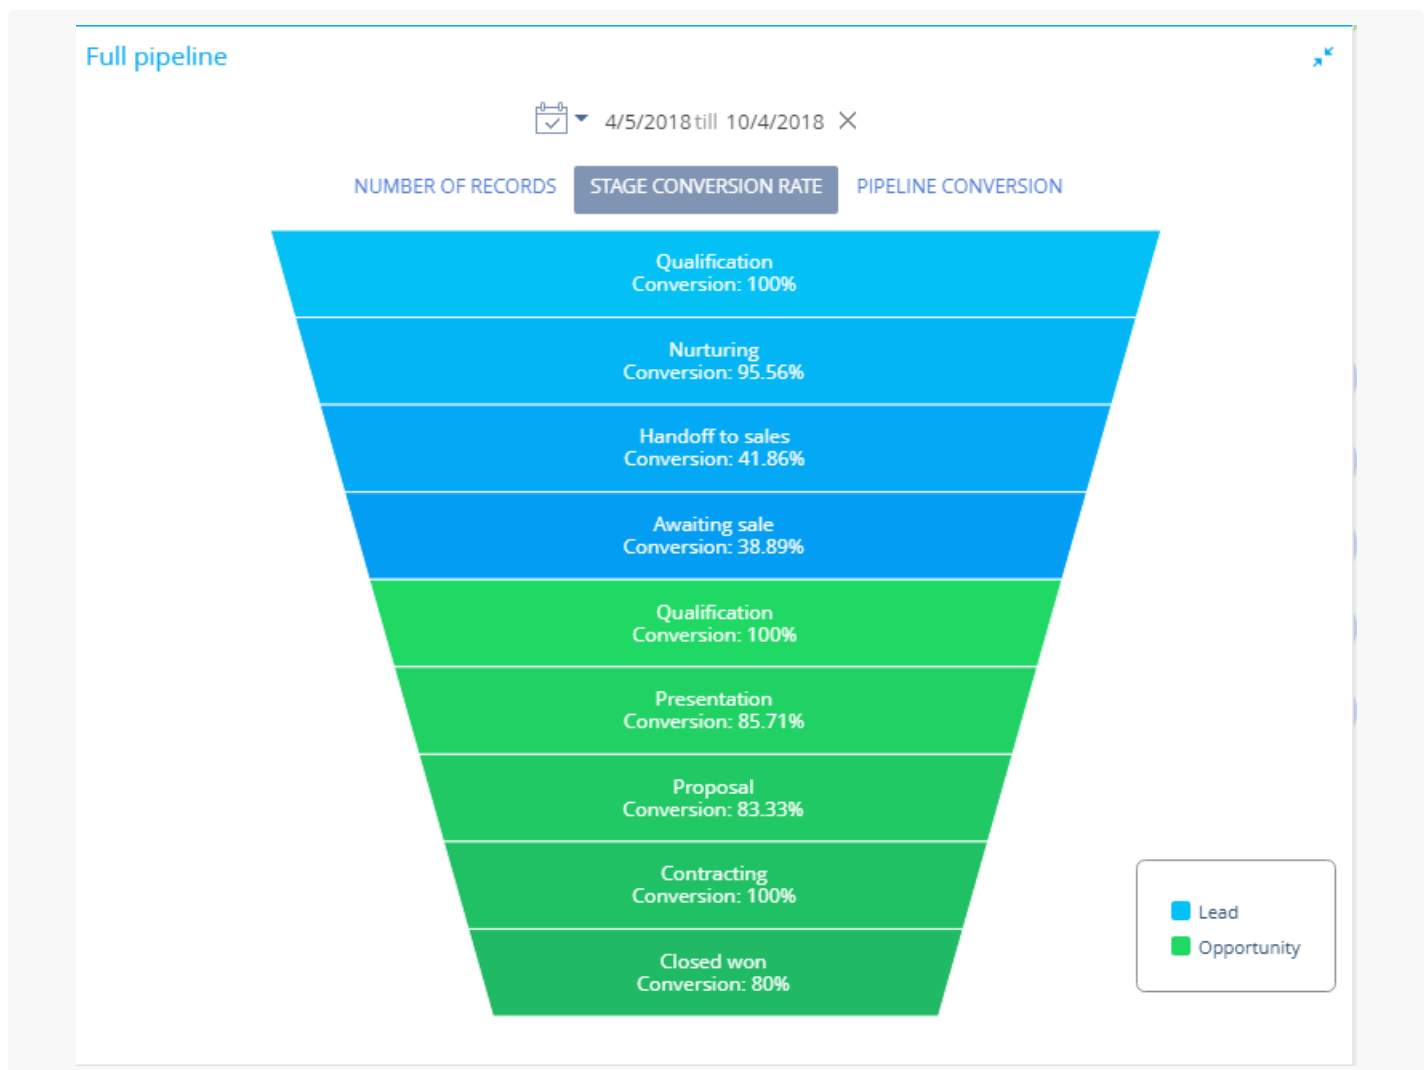 Full pipeline
4/5/2018 till 10/4/2018
NUMBER OF RECORDS STAGE CONVERSION RATE PIPELINE CONVERSION
Qualification
Conversion: 100%
Nurturing
Conversion: 95.56%
Handoff to sales
Conversion: 41.86%
Awaiting sale
Conversion: 38.89%
Qualification
Conversion: 100%
Presentation
Conversion: 85.71%
Proposal
Conversion: 83.33%
Contracting
Conversion: 100%
Closed won
Conversion: 80%
Lead
Opportunity